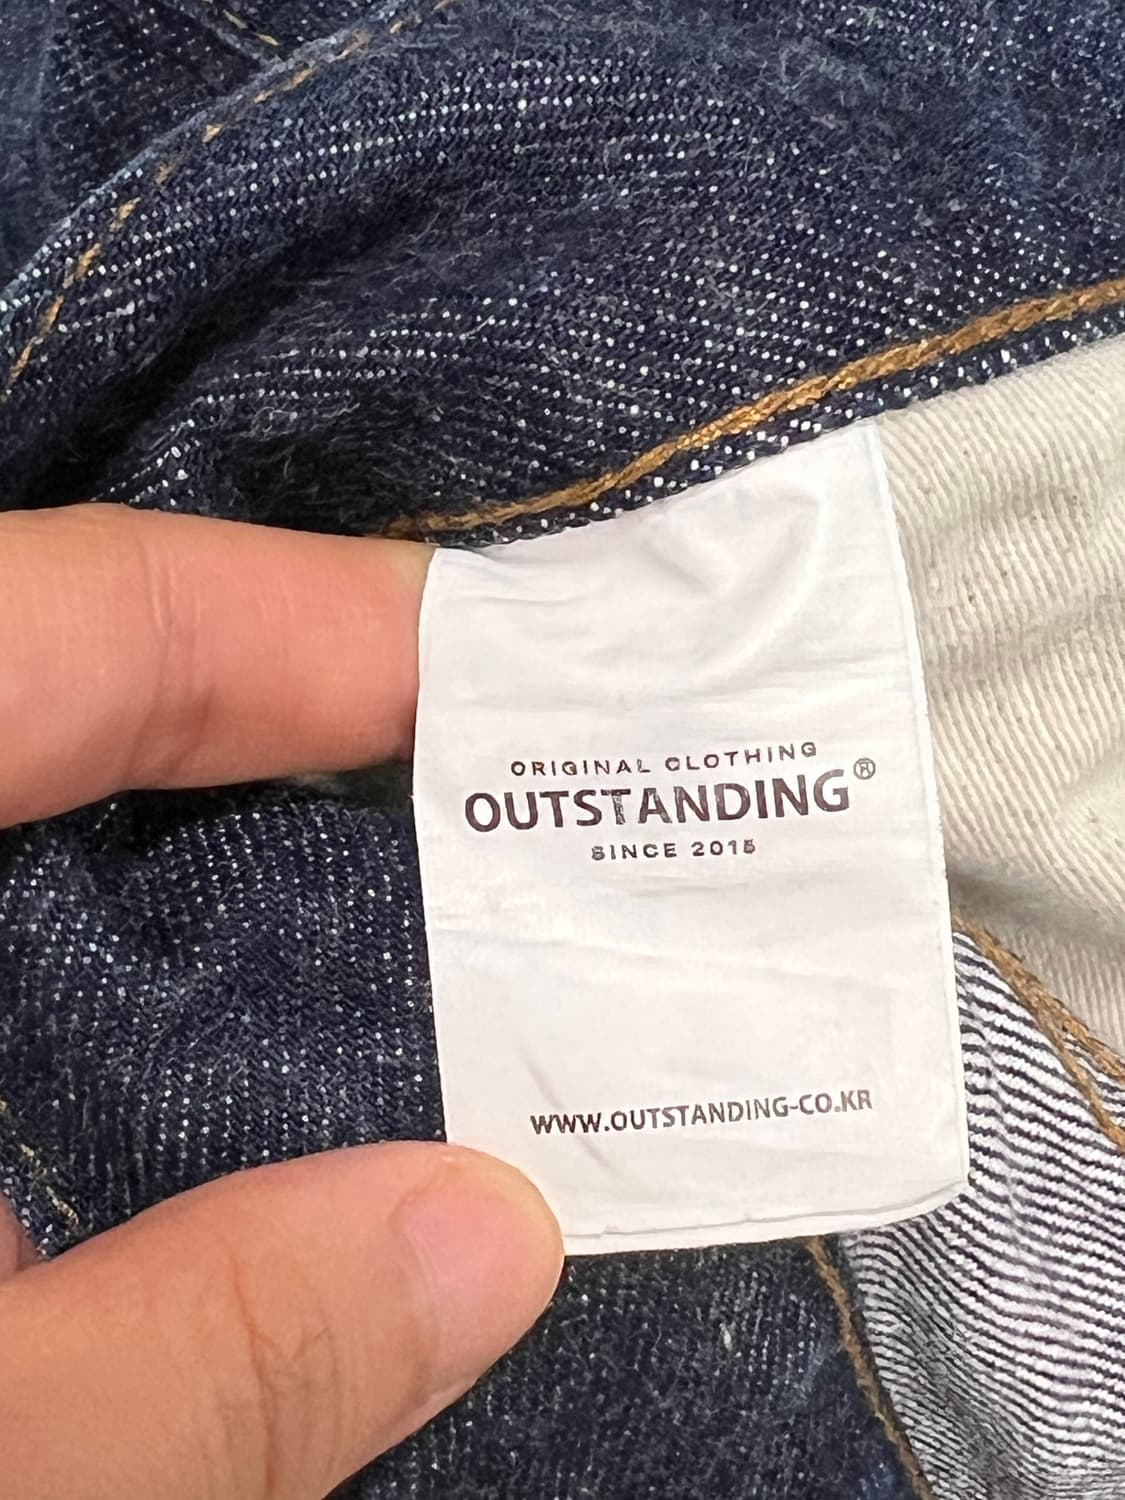 ORIGINAL CLOTHING
OUTSTANDING®
SINCE 2015
WWW.OUTSTANDING-CO.KR